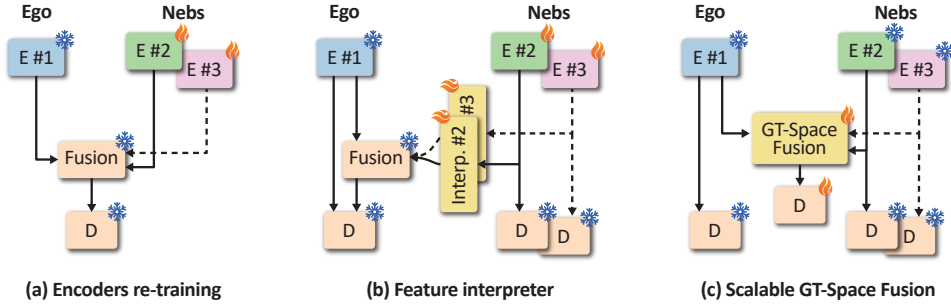 Ego Nebs
E #1 E #2
E #3
Fusion
D
(a) Encoders re-training
Ego Nebs
E #1 E #2
E #3
Interp. #2 #3
Fusion
D D D
(b) Feature interpreter
Ego Nebs
E #1 E #2
E #3
GT-Space
Fusion
D
D D D
(c) Scalable GT-Space Fusion